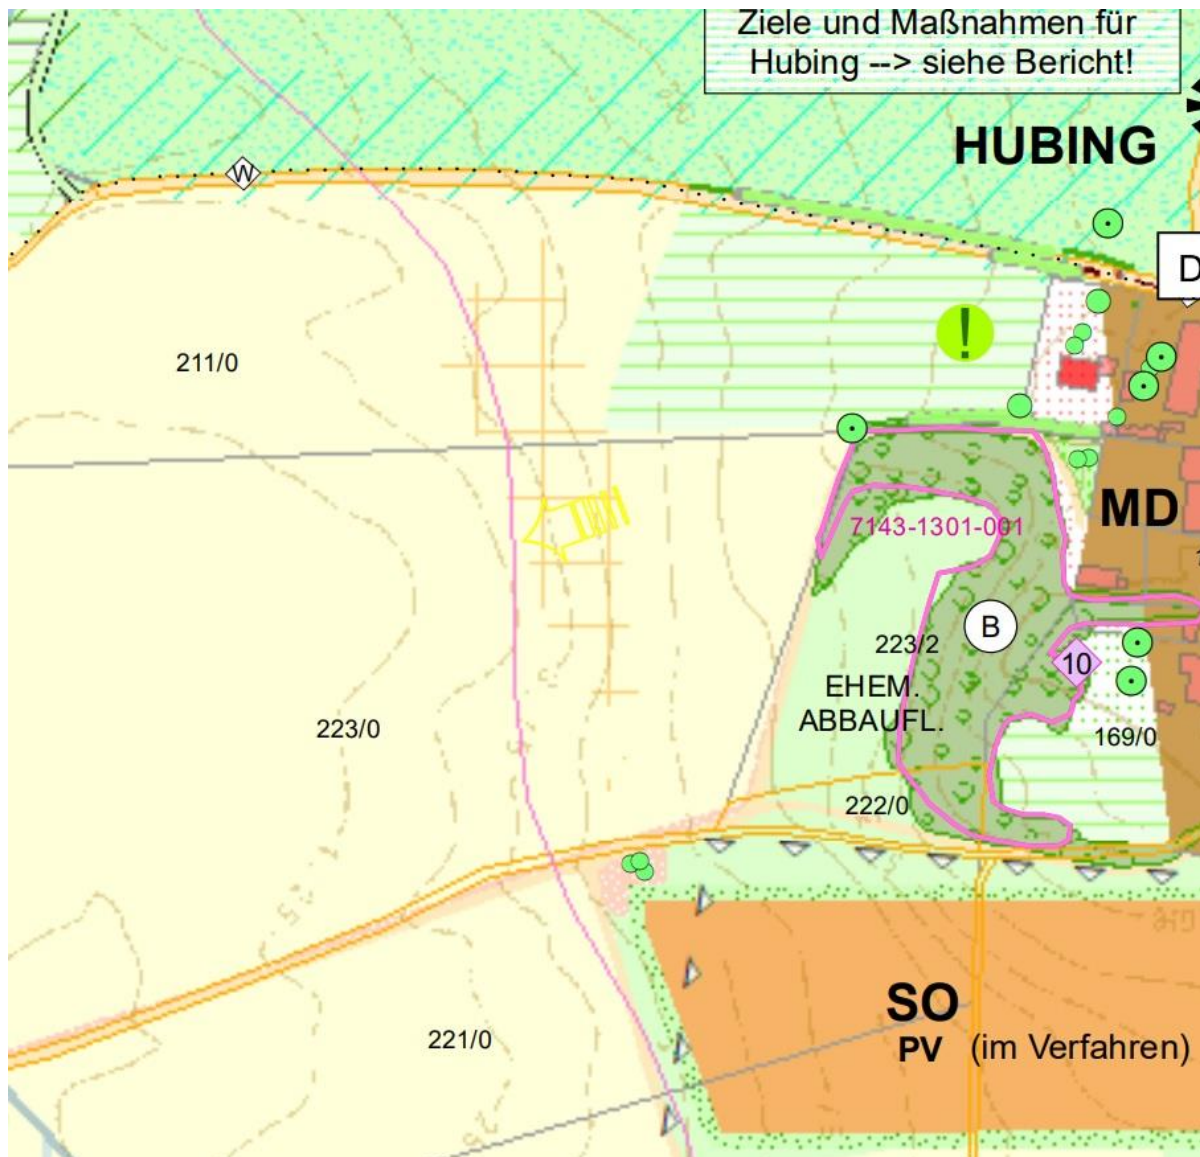 Ziele und Maßnahmen für
Hubing --> siehe Bericht!
HUBING
W
D
!
211/0
MD
7143-1301-001
B
223/2
10
EHEM.
ABBAUFL.
223/0
169/0
222/0
SO
PV (im Verfahren)
221/0